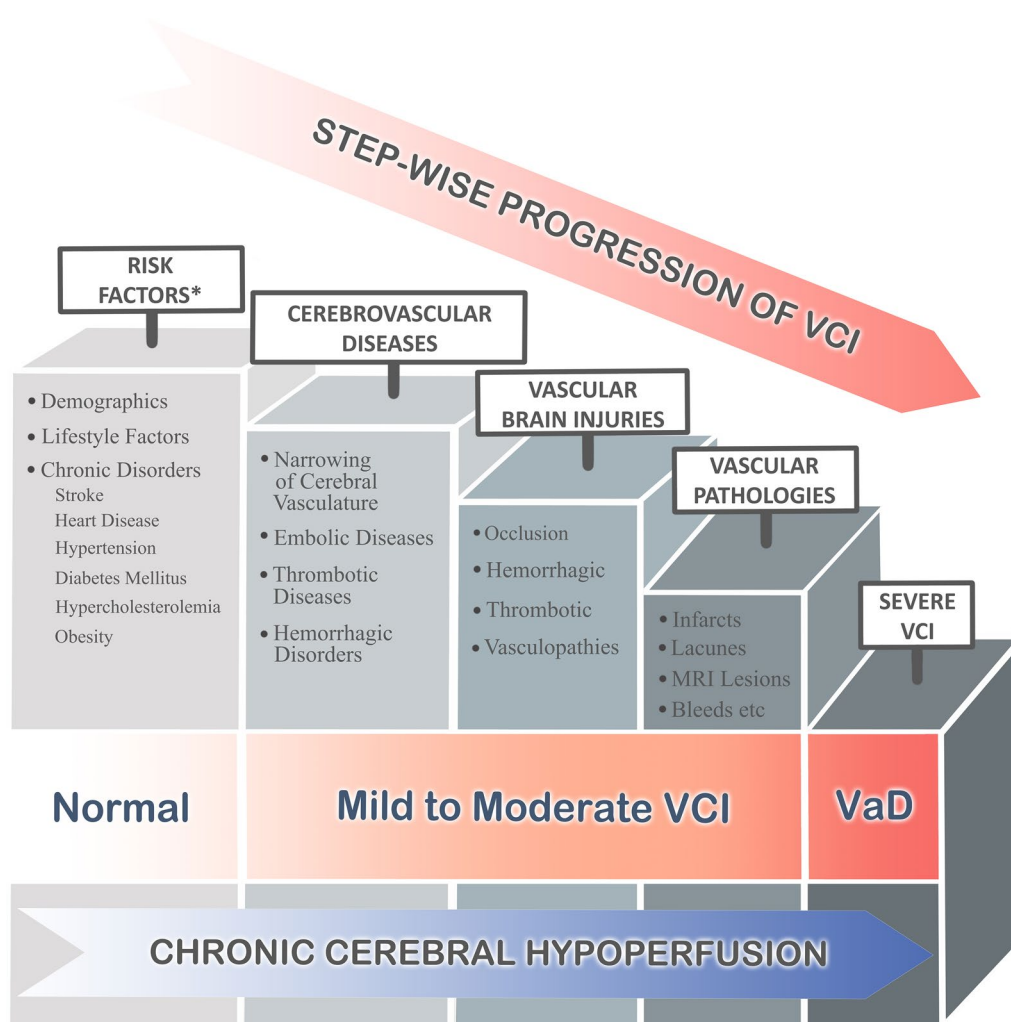 STEP-WISE PROGRESSION OF VCI
RISK
FACTORS*
• Demographics
• Lifestyle Factors
• Chronic Disorders
Stroke
Heart Disease
Hypertension
Diabetes Mellitus
Hypercholesterolemia
Obesity
CEREBROVASCULAR
DISEASES
• Narrowing
of Cerebral
Vasculature
• Embolic Diseases
• Thrombotic
Diseases
• Hemorrhagic
Disorders
VASCULAR
BRAIN INJURIES
• Occlusion
• Hemorrhagic
• Thrombotic
• Vasculopathies
VASCULAR
PATHOLOGIES
• Infarcts
• Lacunes
• MRI Lesions
• Bleeds etc
SEVERE
VCI
Normal
Mild to Moderate VCI
VaD
CHRONIC CEREBRAL HYPOPERFUSION